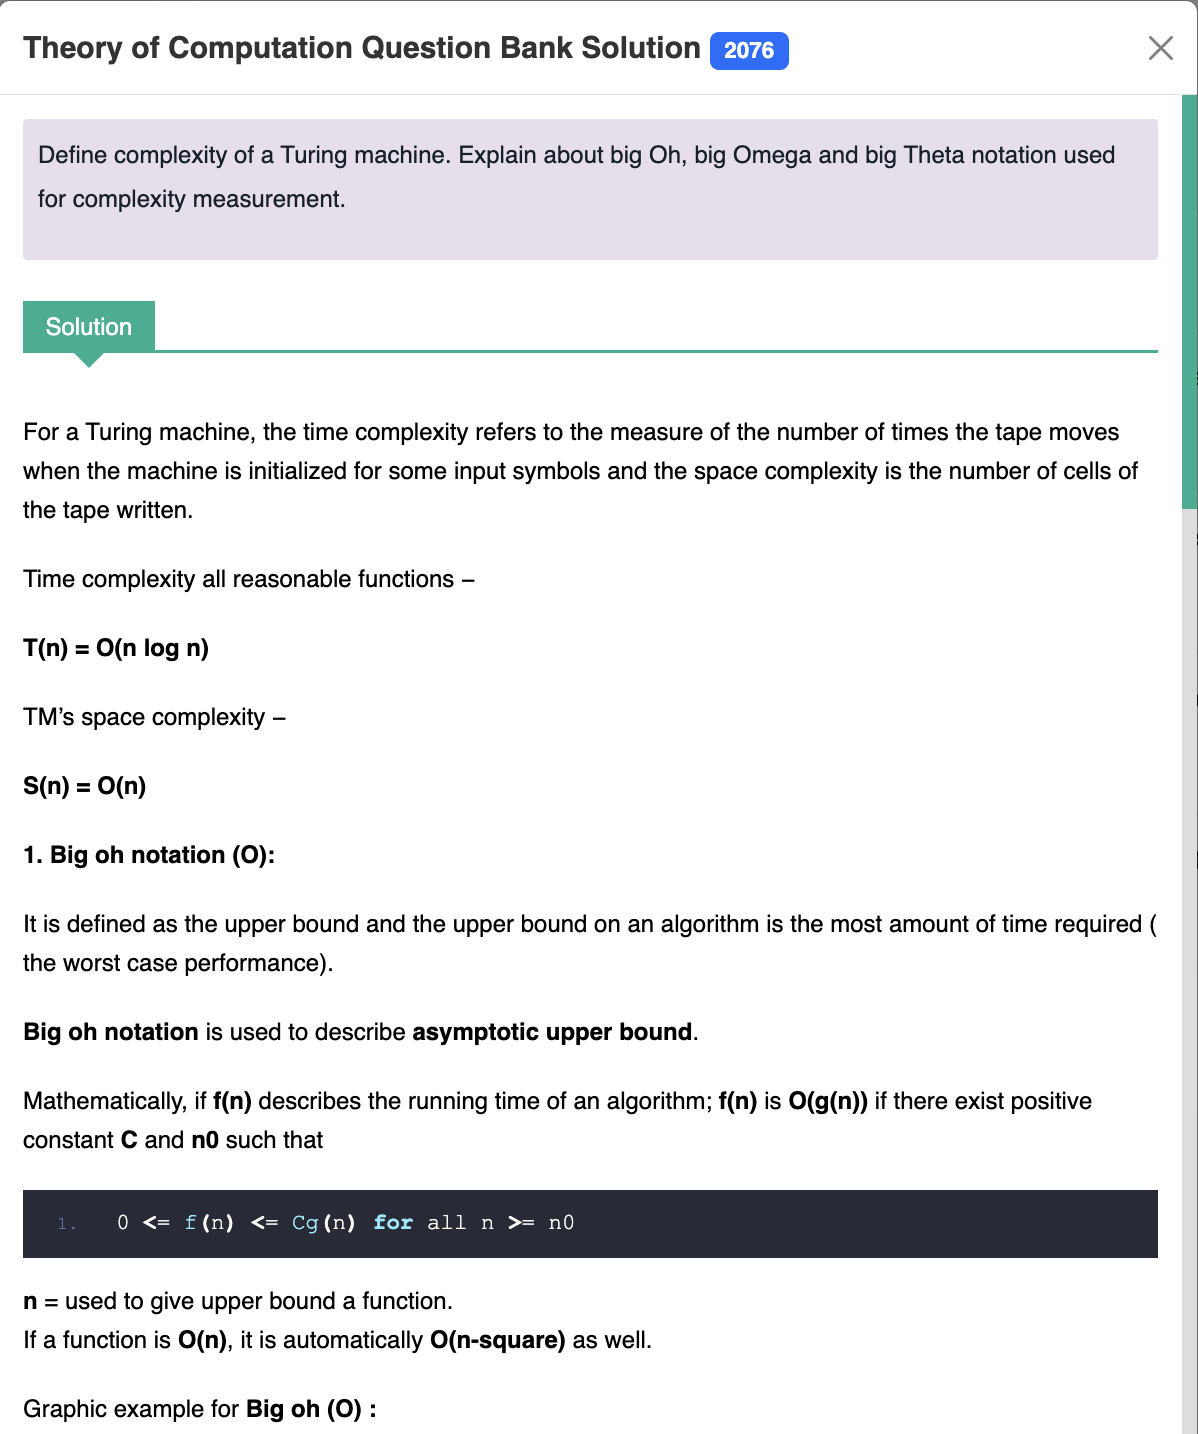 Theory of Computation Question Bank Solution 2076
Define complexity of a Turing machine. Explain about big Oh, big Omega and big Theta notation used
for complexity measurement.
Solution
For a Turing machine, the time complexity refers to the measure of the number of times the tape moves
when the machine is initialized for some input symbols and the space complexity is the number of cells of
the tape written.
Time complexity all reasonable functions –
T(n) = O(n log n)
TM’s space complexity –
S(n) = O(n)
1. Big oh notation (O):
It is defined as the upper bound and the upper bound on an algorithm is the most amount of time required (
the worst case performance).
Big oh notation is used to describe asymptotic upper bound.
Mathematically, if f(n) describes the running time of an algorithm; f(n) is O(g(n)) if there exist positive
constant C and n0 such that
1. 0 <= f(n) <= Cg(n) for all n >= n0
n = used to give upper bound a function.
If a function is O(n), it is automatically O(n-square) as well.
Graphic example for Big oh (O) :